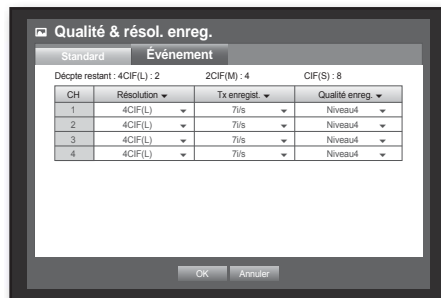 Qualité & résol. enreg.
Standard Événement
Décpte restant : 4CIF(L) : 2 2CIF(M) : 4 CIF(S) : 8
CH Résolution Tx enregist. Qualité enreg.
1 4CIF(L) 7i/s Niveau4
2 4CIF(L) 7i/s Niveau4
3 4CIF(L) 7i/s Niveau4
4 4CIF(L) 7i/s Niveau4
OK Annuler